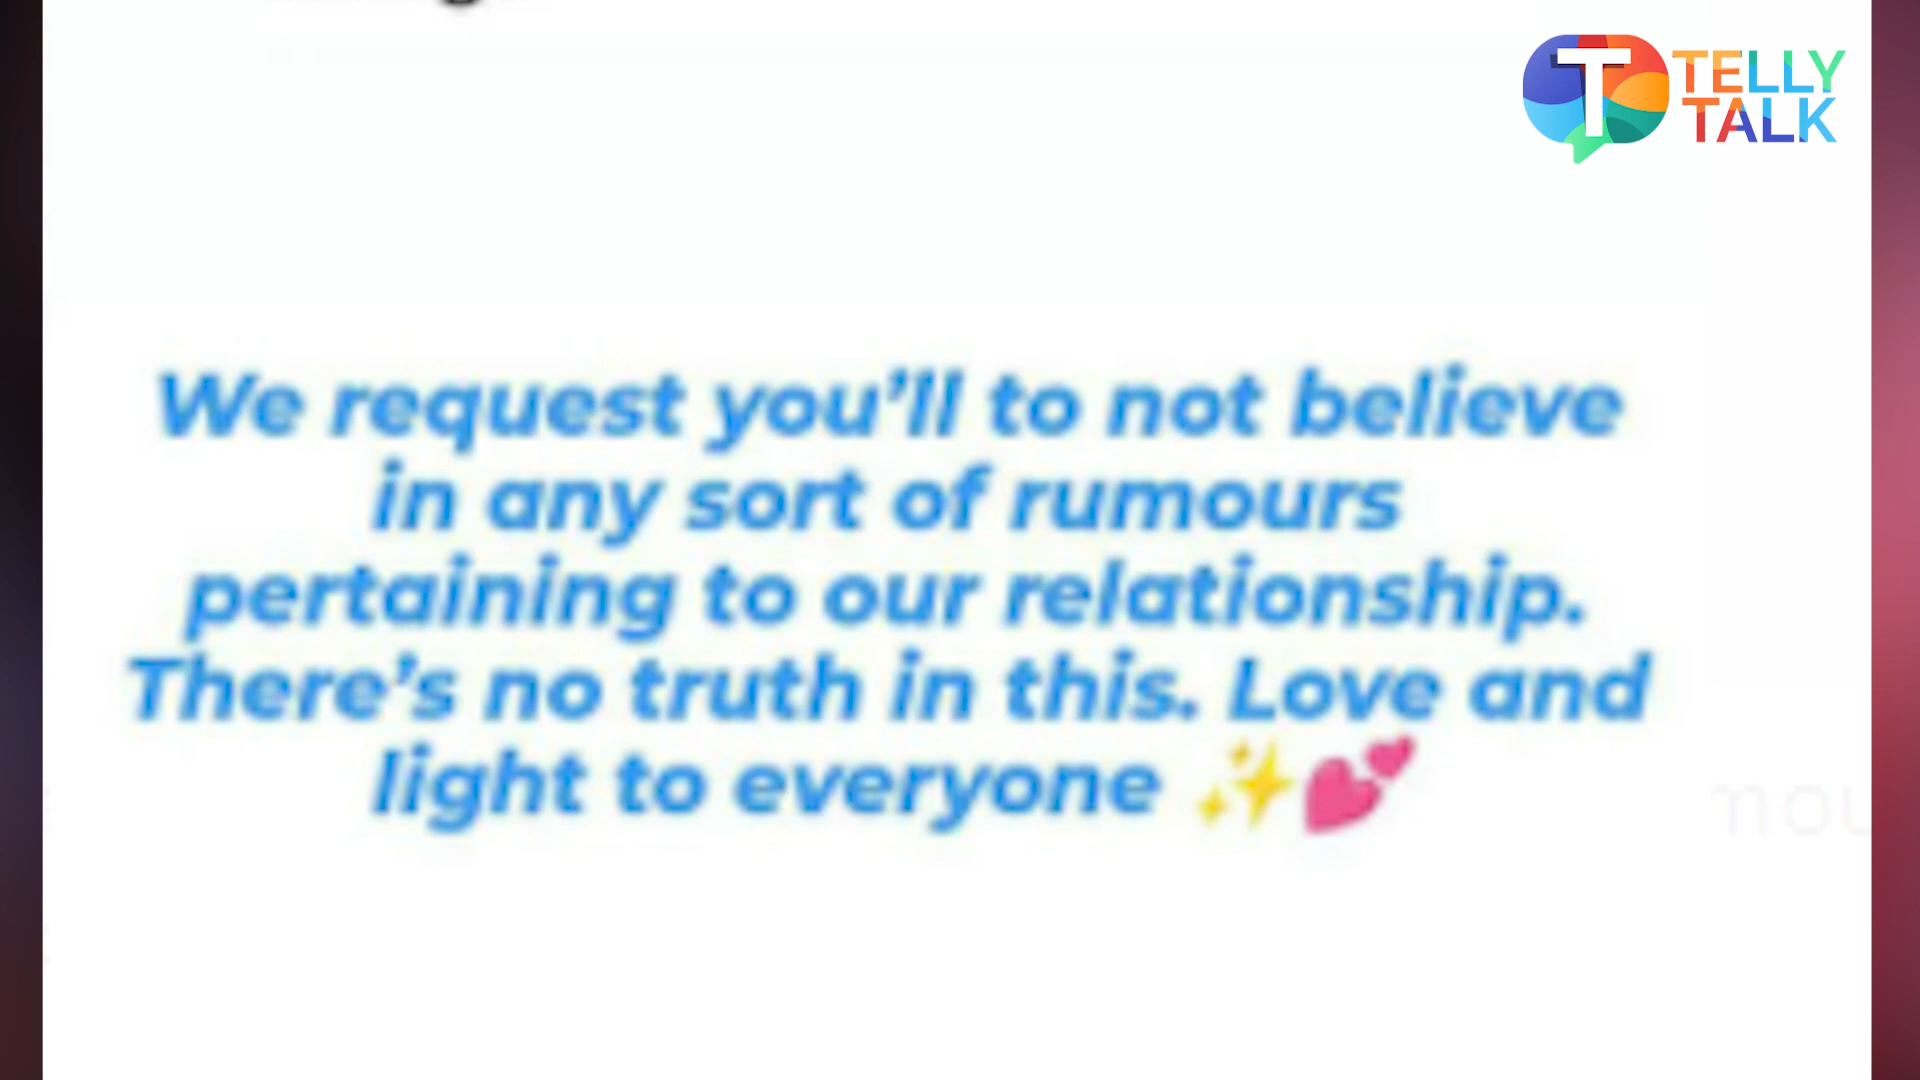 TELLY
TALK
We request you’ll to not believe
in any sort of rumours
pertaining to our relationship.
There’s no truth in this. Love and
light to everyone ✨💕